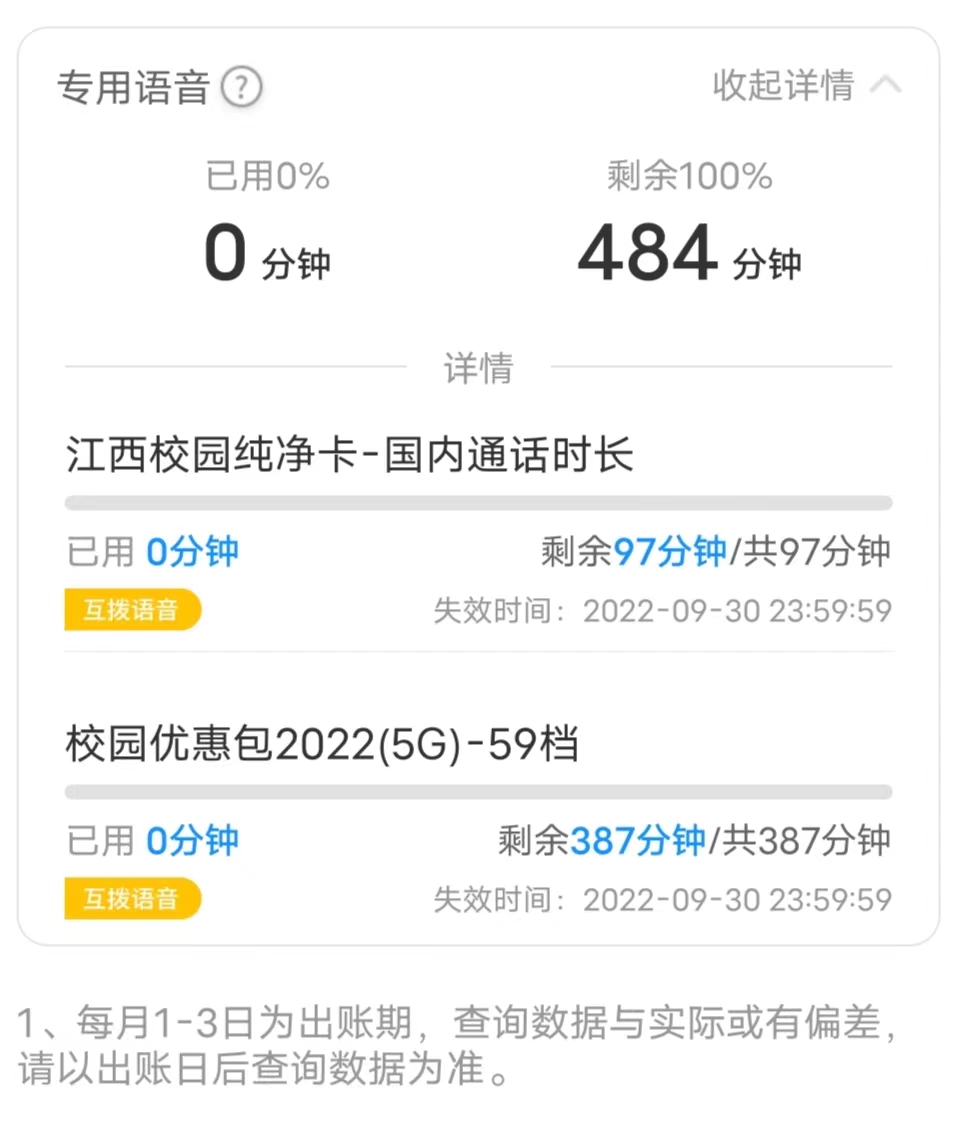 专用语音 ? 收起详情
已用0% 剩余100%
0 分钟 484 分钟
详情
江西校园纯净卡-国内通话时长
已用 0分钟 剩余97分钟/共97分钟
互拨语音 失效时间：2022-09-30 23:59:59
校园优惠包2022(5G)-59档
已用 0分钟 剩余387分钟/共387分钟
互拨语音 失效时间：2022-09-30 23:59:59
1、每月1-3日为出账期，查询数据与实际或有偏差，
请以出账日后查询数据为准。